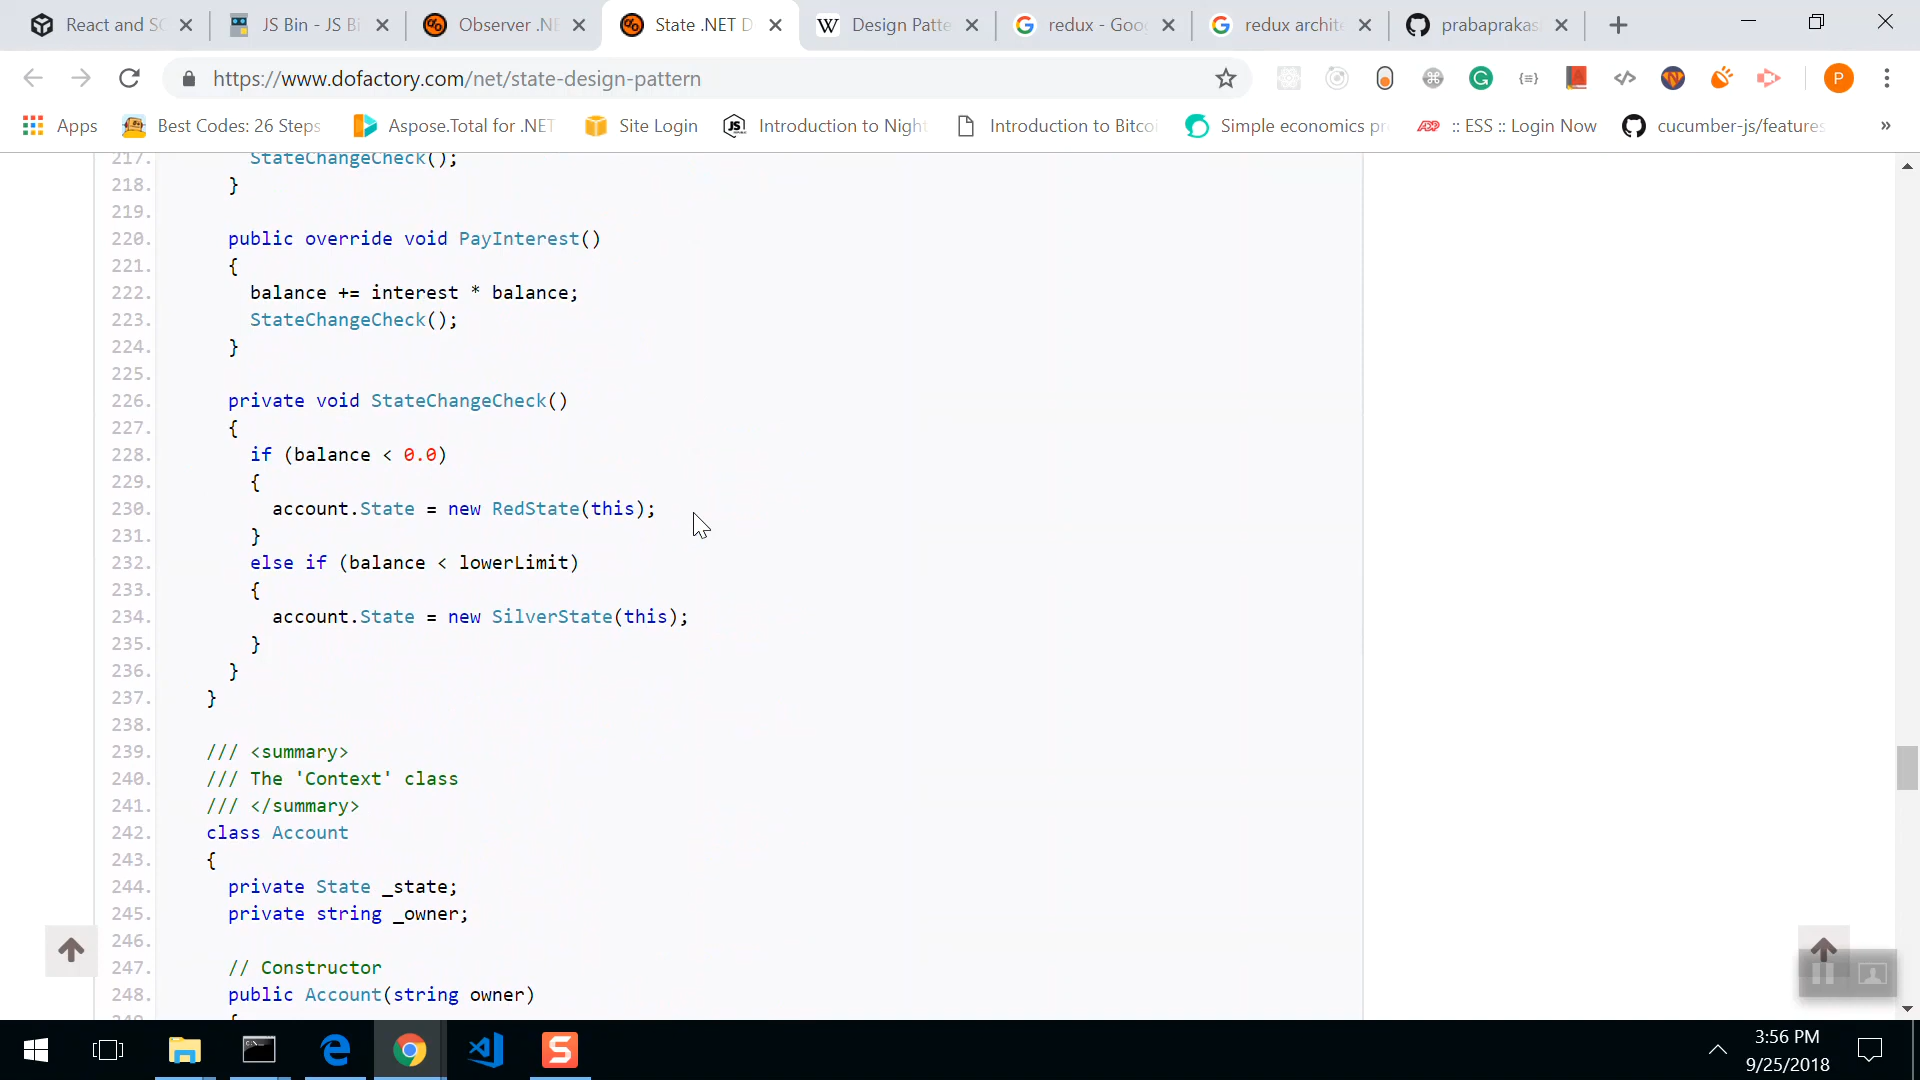 React and SC
JS Bin - JS Bi
Observer .NE
State .NET D
Design Patte
redux - Goo
redux archite
prabaprakas
https://www.dofactory.com/net/state-design-pattern
P
Apps
Best Codes: 26 Steps
Aspose.Total for .NET
Site Login
Introduction to Night
Introduction to Bitcoi
Simple economics pr
:: ESS :: Login Now
cucumber-js/features
»
217. StateChangeCheck();
218. }
219.
220. public override void PayInterest()
221. {
222. balance += interest * balance;
223. StateChangeCheck();
224. }
225.
226. private void StateChangeCheck()
227. {
228. if (balance < 0.0)
229. {
230. account.State = new RedState(this);
231. }
232. else if (balance < lowerLimit)
233. {
234. account.State = new SilverState(this);
235. }
236. }
237. }
238.
239. /// <summary>
240. /// The 'Context' class
241. /// </summary>
242. class Account
243. {
244. private State _state;
245. private string _owner;
246.
247. // Constructor
248. public Account(string owner)
249. {
3:56 PM
9/25/2018